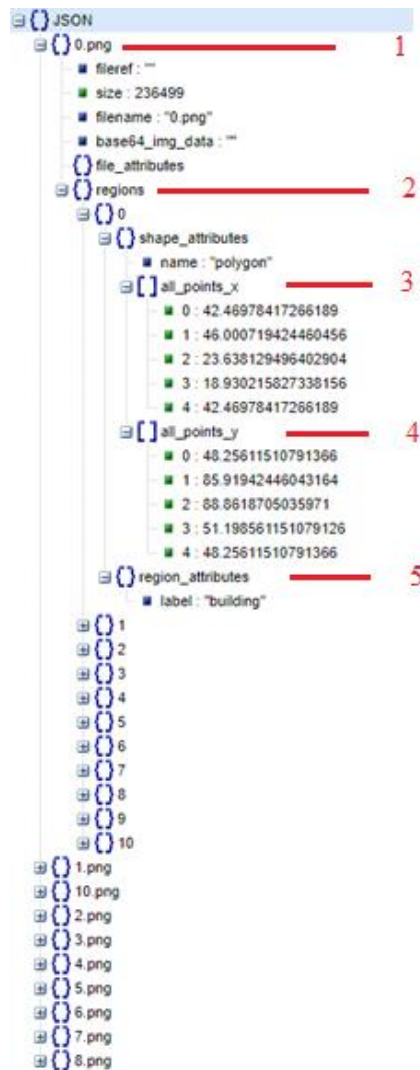 JSON
0.png 1
fileref : ""
size : 236499
filename : "0.png"
base64_img_data : ""
file_attributes
regions 2
0
shape_attributes
name : "polygon"
all_points_x 3
0 : 42.46978417266189
1 : 46.000719424460456
2 : 23.638129496402904
3 : 18.930215827338156
4 : 42.46978417266189
all_points_y 4
0 : 48.25611510791366
1 : 85.91942446043164
2 : 88.8618705035971
3 : 51.198561151079126
4 : 48.25611510791366
region_attributes 5
label : "building"
1
2
3
4
5
6
7
8
9
10
1.png
10.png
2.png
3.png
4.png
5.png
6.png
7.png
8.png